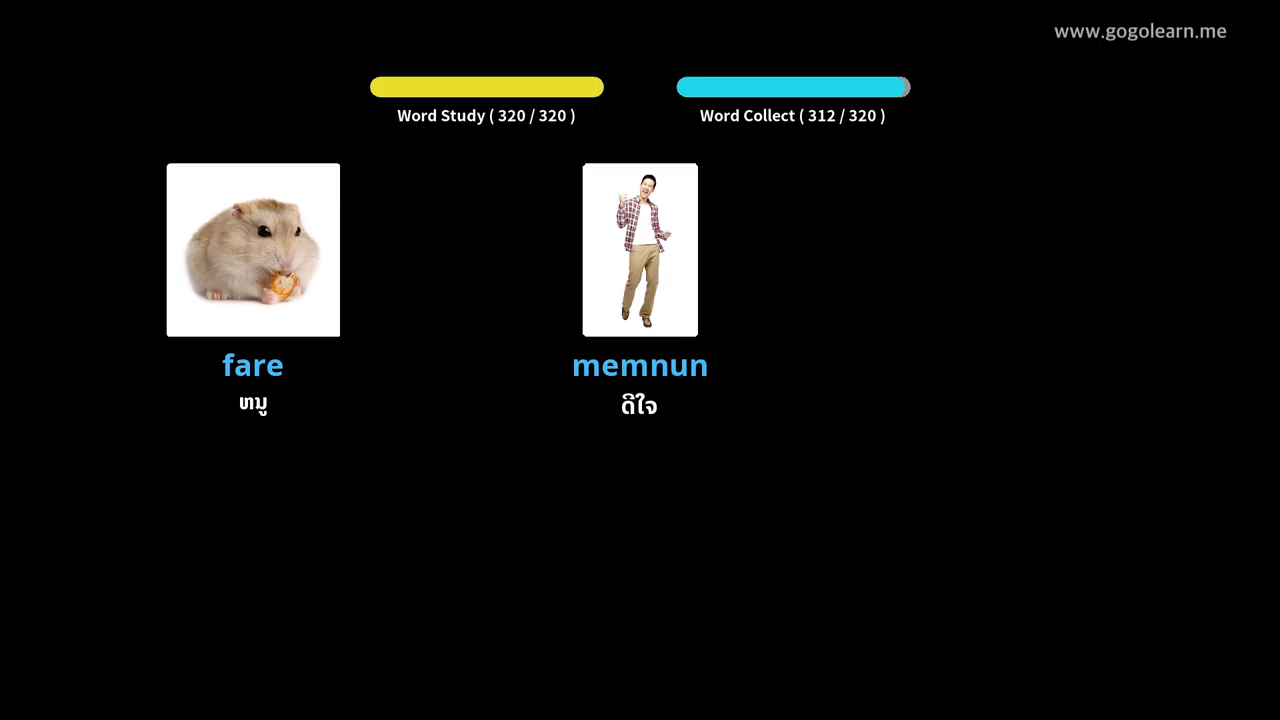 www.gogolearn.me
Word Study ( 320 / 320 )
Word Collect ( 312 / 320 )
fare
ຫນູ
memnun
ດີໃຈ